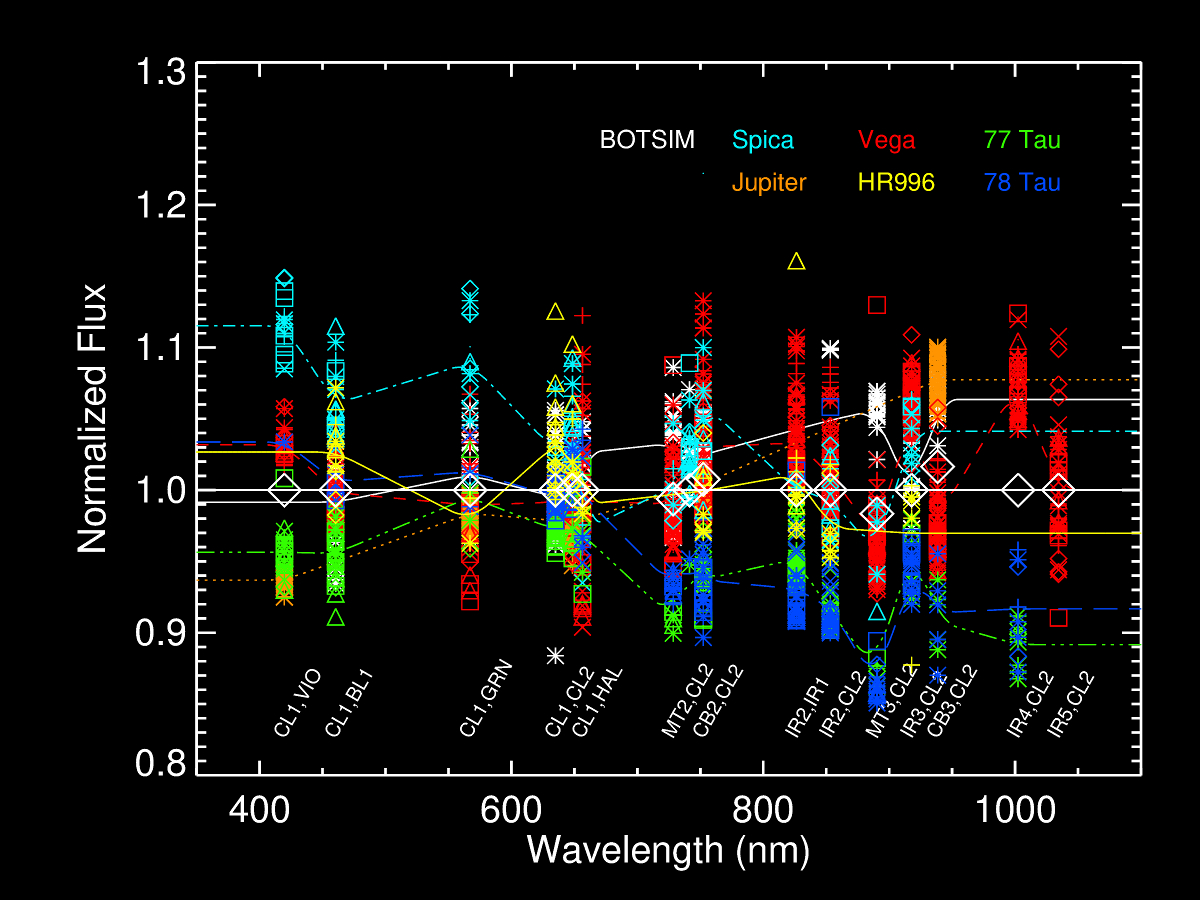 1.3
BOTSIM Spica Vega 77 Tau
Jupiter HR996 78 Tau
1.2
1.1
1.0
0.9
0.8
Normalized Flux
CL1,VIO
CL1,BL1
CL1,GRN
CL1,CL2
CL1,HAL
MT2,CL2
CB2,CL2
IR2,IR1
IR2,CL2
MT3,CL2
IR3,CL2
CB3,CL2
IR4,CL2
IR5,CL2
400 600 800 1000
Wavelength (nm)